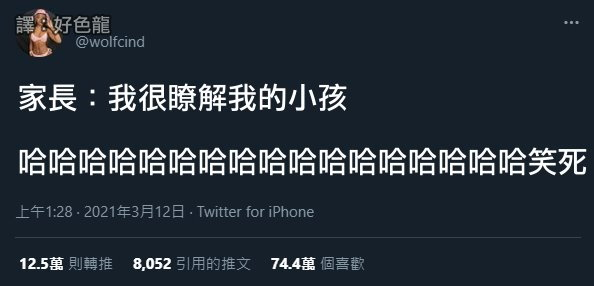 譯 好色龍
@wolfcind
家長：我很瞭解我的小孩
哈哈哈哈哈哈哈哈哈哈哈哈哈哈哈哈哈笑死
上午1:28 · 2021年3月12日 · Twitter for iPhone
12.5萬 則轉推 8,052 引用的推文 74.4萬 個喜歡